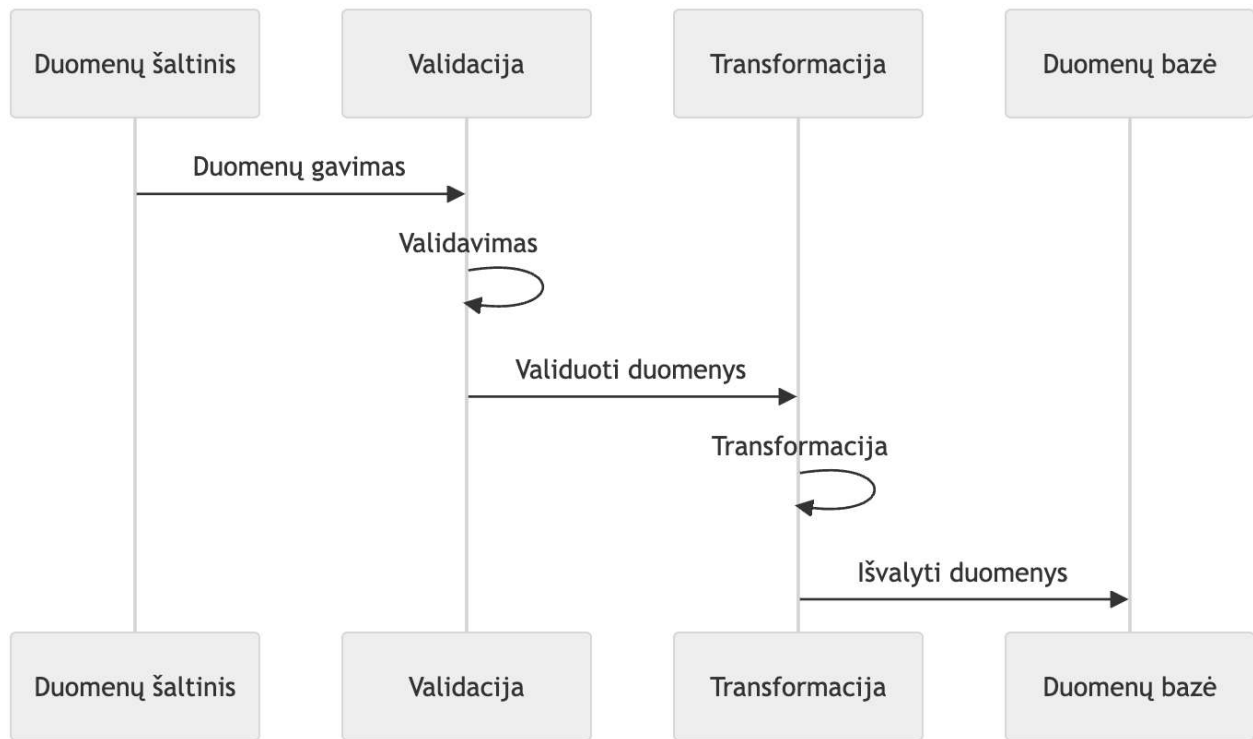 Duomenų šaltinis
Validacija
Transformacija
Duomenų bazė
Duomenų gavimas
Validavimas
Validuoti duomenys
Transformacija
Išvalyti duomenys
Duomenų šaltinis
Validacija
Transformacija
Duomenų bazė